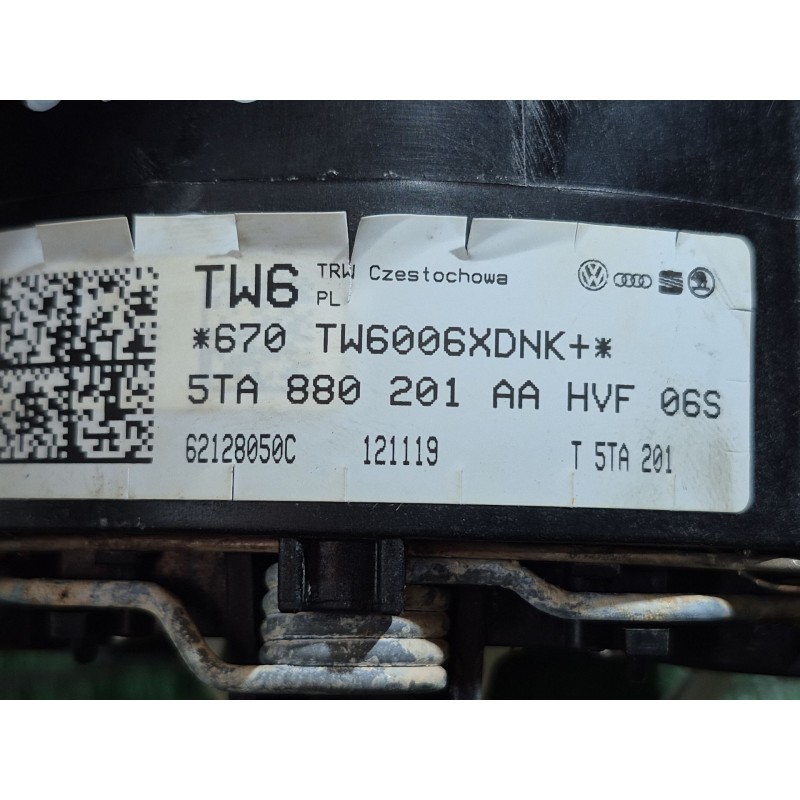 TW6 TRW Czestochowa
PL
*670 TW6006XDNK+*
5TA 880 201 AA HVF 06S
62128050C 121119 T 5TA 201